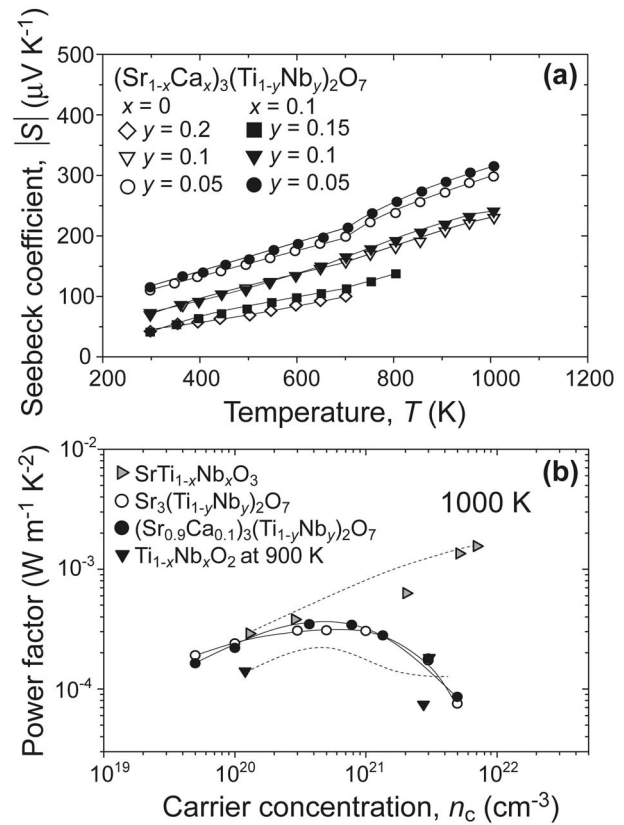 500
400
300
200
100
0
Seebeck coefficient, |S| (μV K-1)
(Sr1-xCax)3(Ti1-yNby)2O7
(a)
x = 0 x = 0.1
y = 0.2 y = 0.15
y = 0.1 y = 0.1
y = 0.05 y = 0.05
200 400 600 800 1000 1200
Temperature, T (K)
10-2
10-3
10-4
Power factor (W m-1 K-2)
(b)
SrTi1-xNbxO3
1000 K
Sr3(Ti1-yNby)2O7
(Sr0.9Ca0.1)3(Ti1-yNby)2O7
Ti1-xNbxO2 at 900 K
1019 1020 1021 1022
Carrier concentration, nc (cm-3)